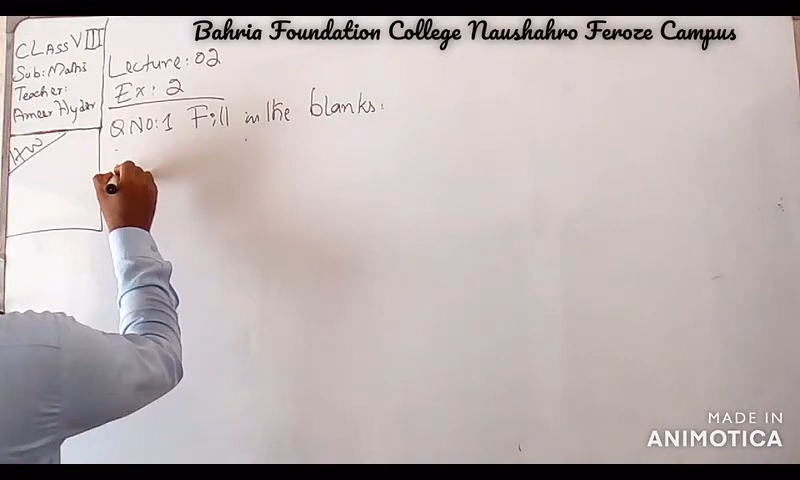 Bahria Foundation College Naushahro Feroze Campus
CLASS VIII
Sub: Maths
Teacher:
Ameer Hyder
HW
Lecture: 02
Ex: 2
Q NO: 1 Fill in the blanks:
MADE IN
ANIMOTICA